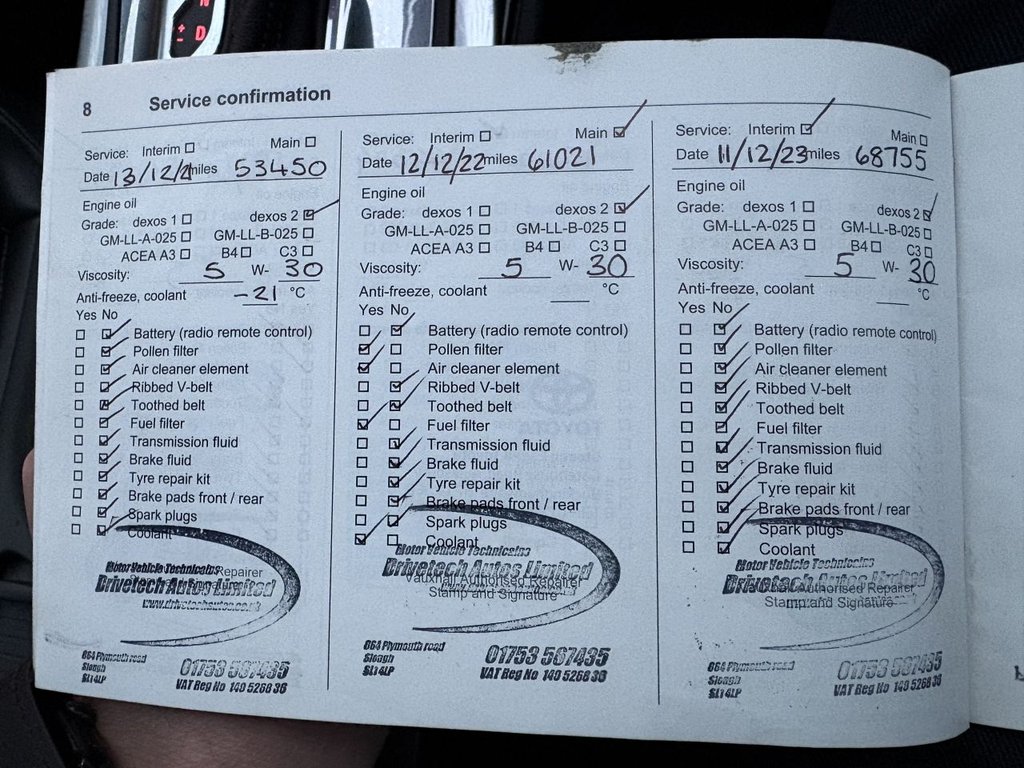 N
± D
8 Service confirmation
Service: Interim Main
Date 13/12/21 miles 53450
Engine oil
Grade: dexos 1 dexos 2
GM-LL-A-025 GM-LL-B-025
ACEA A3 B4 C3
Viscosity: 5 W- 30
Anti-freeze, coolant -21 °C
Yes No
Battery (radio remote control)
Pollen filter
Air cleaner element
Ribbed V-belt
Toothed belt
Fuel filter
Transmission fluid
Brake fluid
Tyre repair kit
Brake pads front / rear
Spark plugs
Coolant
Motor Vehicle Technicains
Repairer
Drivetech Autos Limited
www.drivetechautos.co.uk
664 Plymouth road
Slough
SL1 4LP
01753 567435
VAT Reg No 149 5268 36
Service: Interim Main
Date 12/12/22 miles 61021
Engine oil
Grade: dexos 1 dexos 2
GM-LL-A-025 GM-LL-B-025
ACEA A3 B4 C3
Viscosity: 5 W- 30
Anti-freeze, coolant °C
Yes No
Battery (radio remote control)
Pollen filter
Air cleaner element
Ribbed V-belt
Toothed belt
Fuel filter
Transmission fluid
Brake fluid
Tyre repair kit
Brake pads front / rear
Spark plugs
Coolant
Motor Vehicle Technicains
Drivetech Autos Limited
Vauxhall Authorised Repairer
Stamp and Signature
664 Plymouth road
Slough
SL1 4LP
01753 567435
VAT Reg No 149 5268 36
Service: Interim Main
Date 11/12/23 miles 68755
Engine oil
Grade: dexos 1 dexos 2
GM-LL-A-025 GM-LL-B-025
ACEA A3 B4 C3
Viscosity: 5 W- 30
Anti-freeze, coolant °C
Yes No
Battery (radio remote control)
Pollen filter
Air cleaner element
Ribbed V-belt
Toothed belt
Fuel filter
Transmission fluid
Brake fluid
Tyre repair kit
Brake pads front / rear
Spark plugs
Coolant
Motor Vehicle Technicains
Drivetech Autos Limited
Authorised Repairer
Stamp and Signature
664 Plymouth road
Slough
SL1 4LP
01753 567435
VAT Reg No 149 5268 36